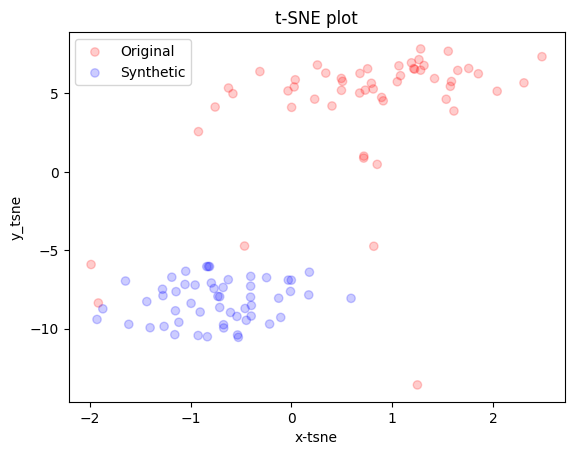 t-SNE plot
Original
Synthetic
y_tsne
5
0
−5
−10
−2
−1
0
1
2
x-tsne